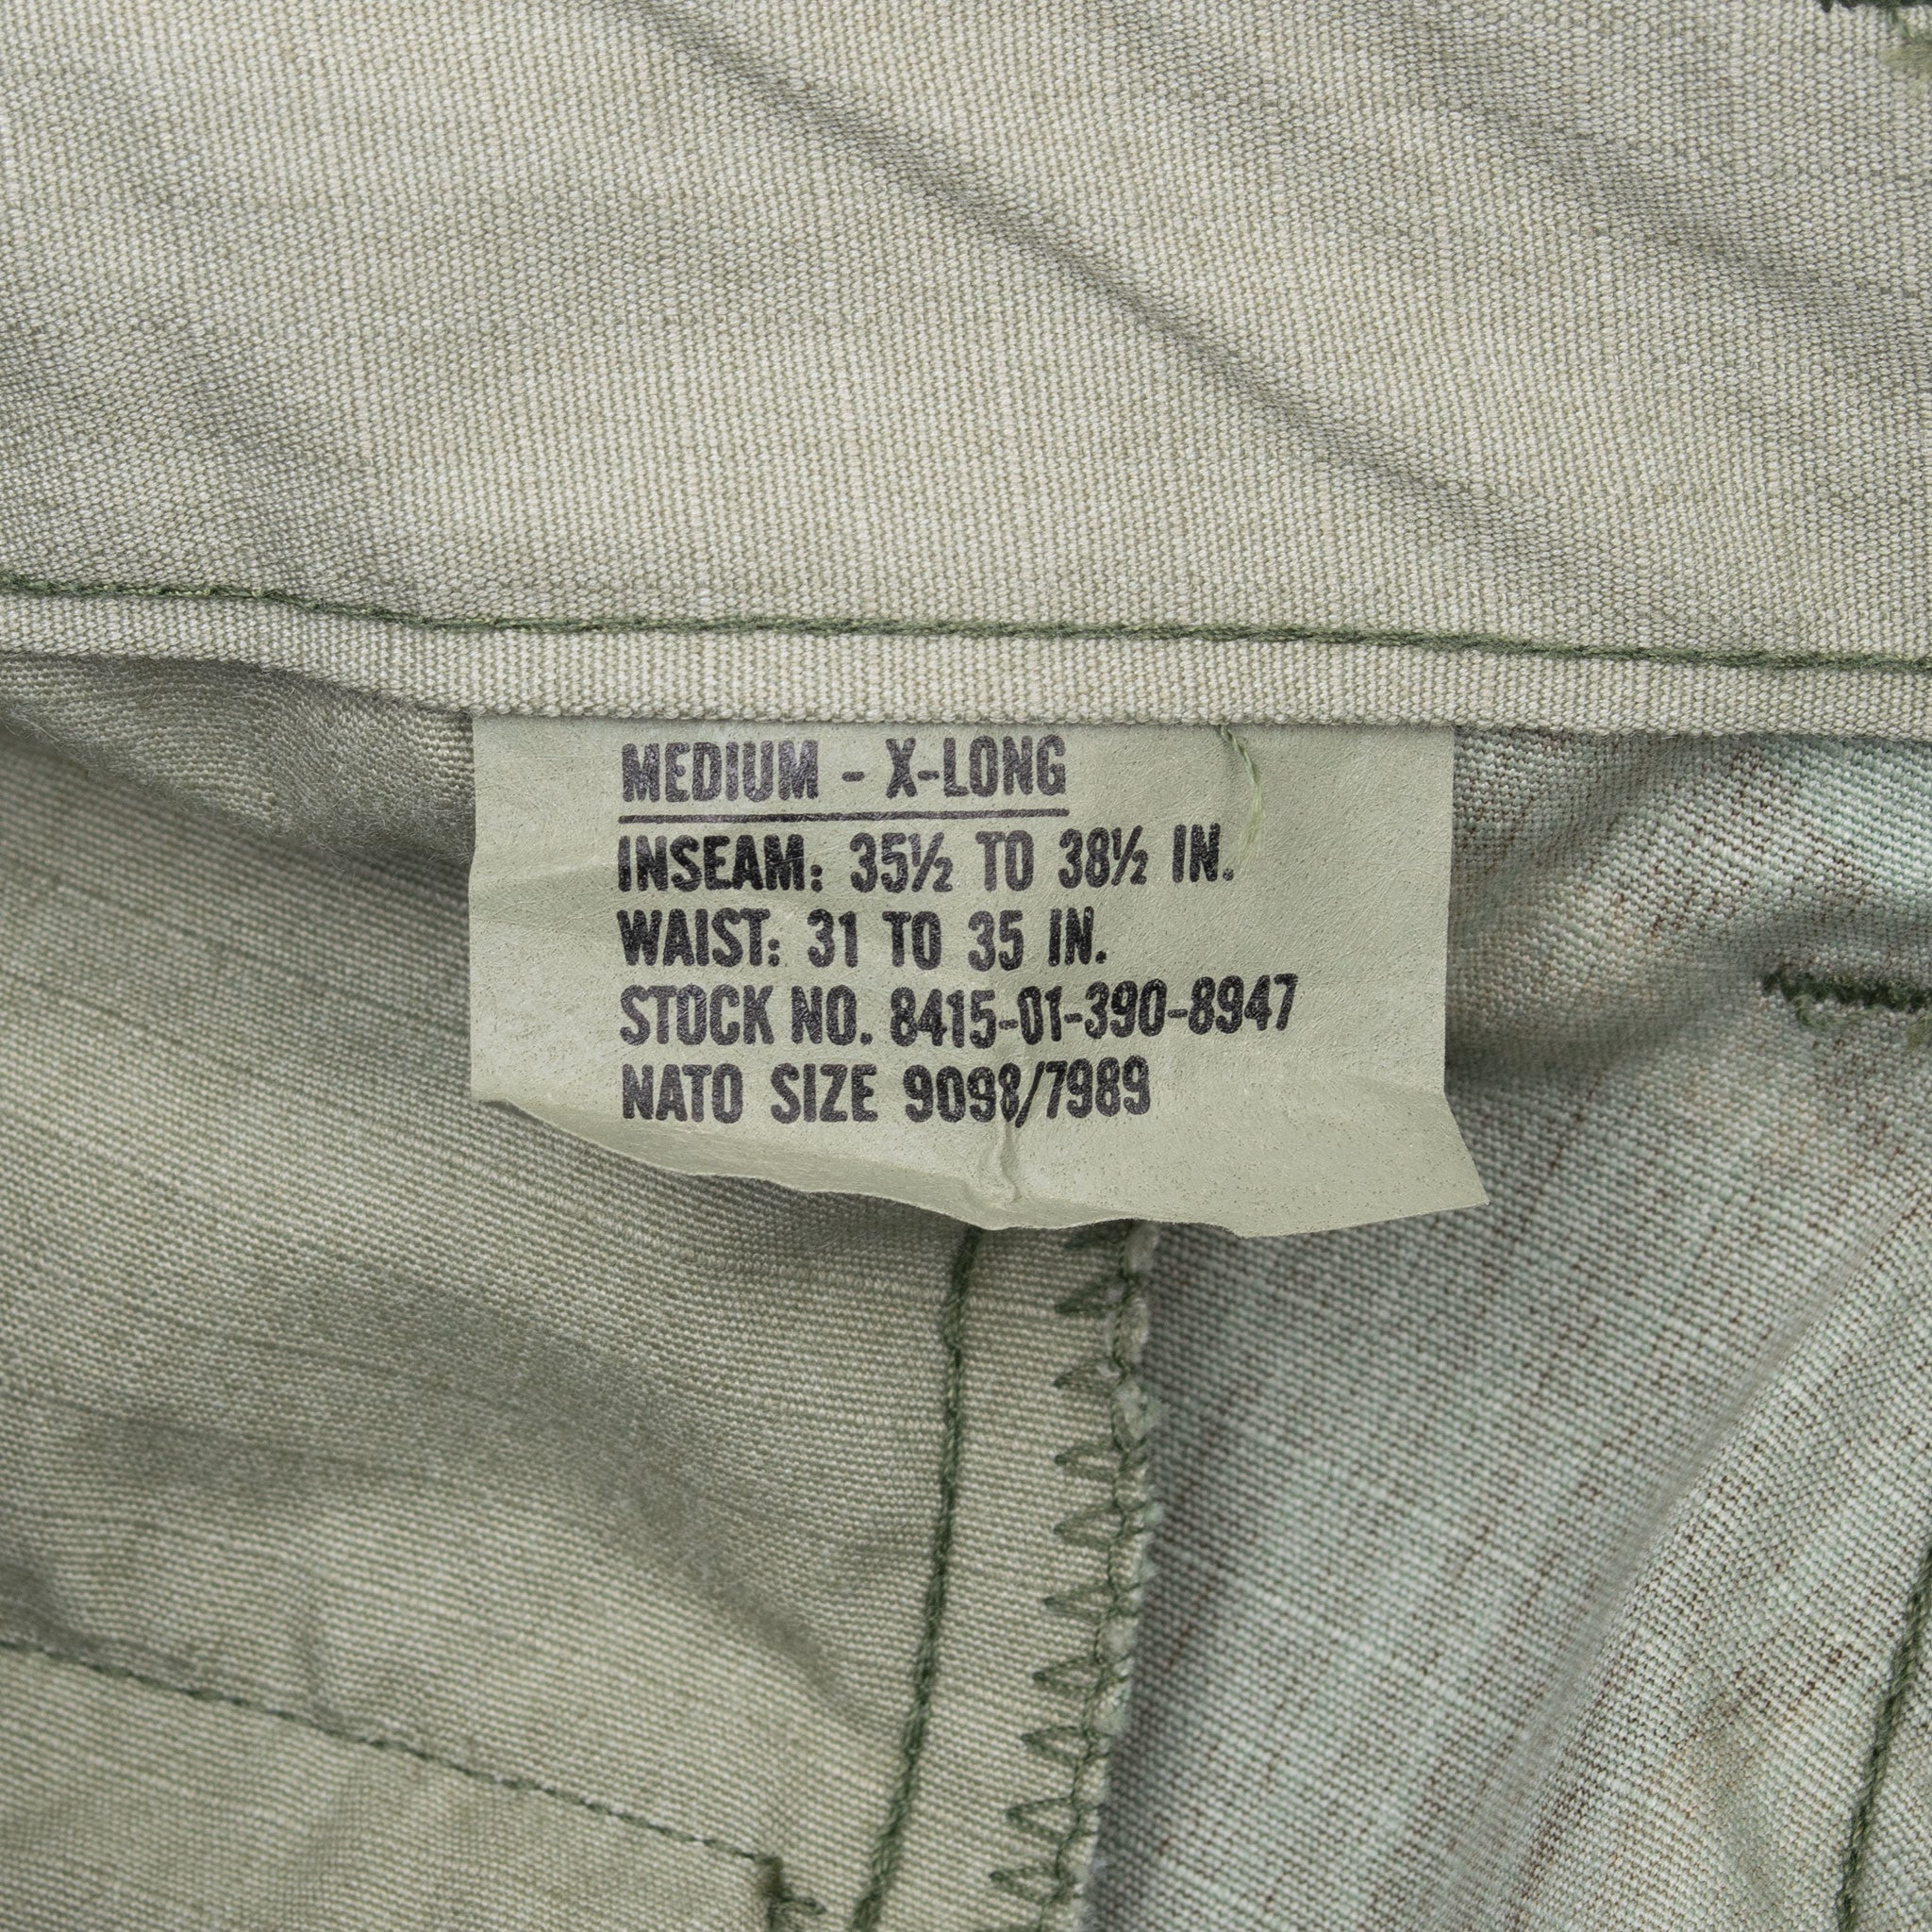 MEDIUM - X-LONG
INSEAM: 35½ TO 38½ IN.
WAIST: 31 TO 35 IN.
STOCK NO. 8415-01-390-8947
NATO SIZE 9098/7989